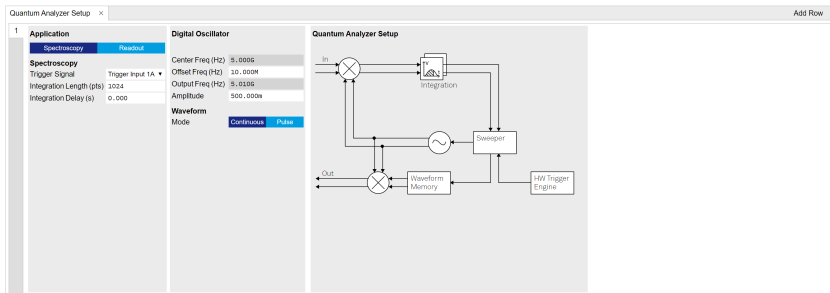 Quantum Analyzer Setup ×
Add Row
1
Application
Spectroscopy Readout
Spectroscopy
Trigger Signal Trigger Input 1A ▼
Integration Length (pts) 1024
Integration Delay (s) 0.000
Digital Oscillator
Center Freq (Hz) 5.000G
Offset Freq (Hz) 10.000M
Output Freq (Hz) 5.010G
Amplitude 500.000m
Waveform
Mode Continuous Pulse
Quantum Analyzer Setup
In
Integration
Sweeper
Out
Waveform
Memory
HW Trigger
Engine